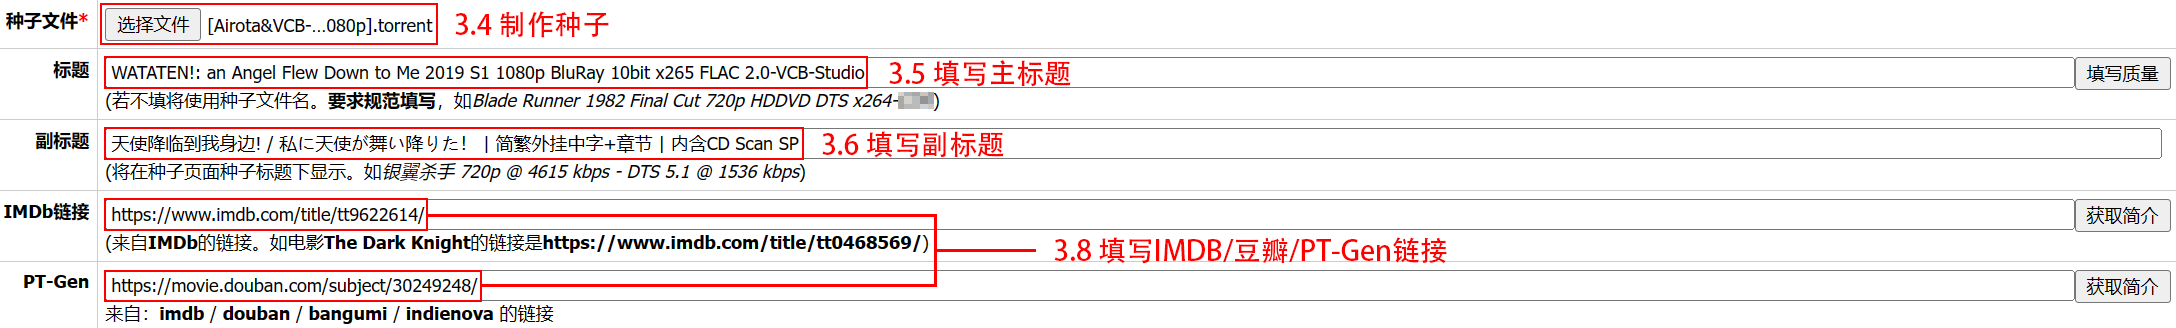 种子文件* 选择文件 [Airota&VCB-...080p].torrent 3.4 制作种子
标题 WATATEN!: an Angel Flew Down to Me 2019 S1 1080p BluRay 10bit x265 FLAC 2.0-VCB-Studio 3.5 填写主标题 填写质量
(若不填将使用种子文件名。要求规范填写，如Blade Runner 1982 Final Cut 720p HDDVD DTS x264-)
副标题 天使降临到我身边! / 私に天使が舞い降りた！ | 简繁外挂中字+章节 | 内含CD Scan SP 3.6 填写副标题
(将在种子页面种子标题下显示。如银翼杀手 720p @ 4615 kbps - DTS 5.1 @ 1536 kbps)
IMDb链接 https://www.imdb.com/title/tt9622614/ 获取简介
(来自IMDb的链接。如电影The Dark Knight的链接是https://www.imdb.com/title/tt0468569/)
3.8 填写IMDB/豆瓣/PT-Gen链接
PT-Gen https://movie.douban.com/subject/30249248/ 获取简介
来自：imdb / douban / bangumi / indienova 的链接